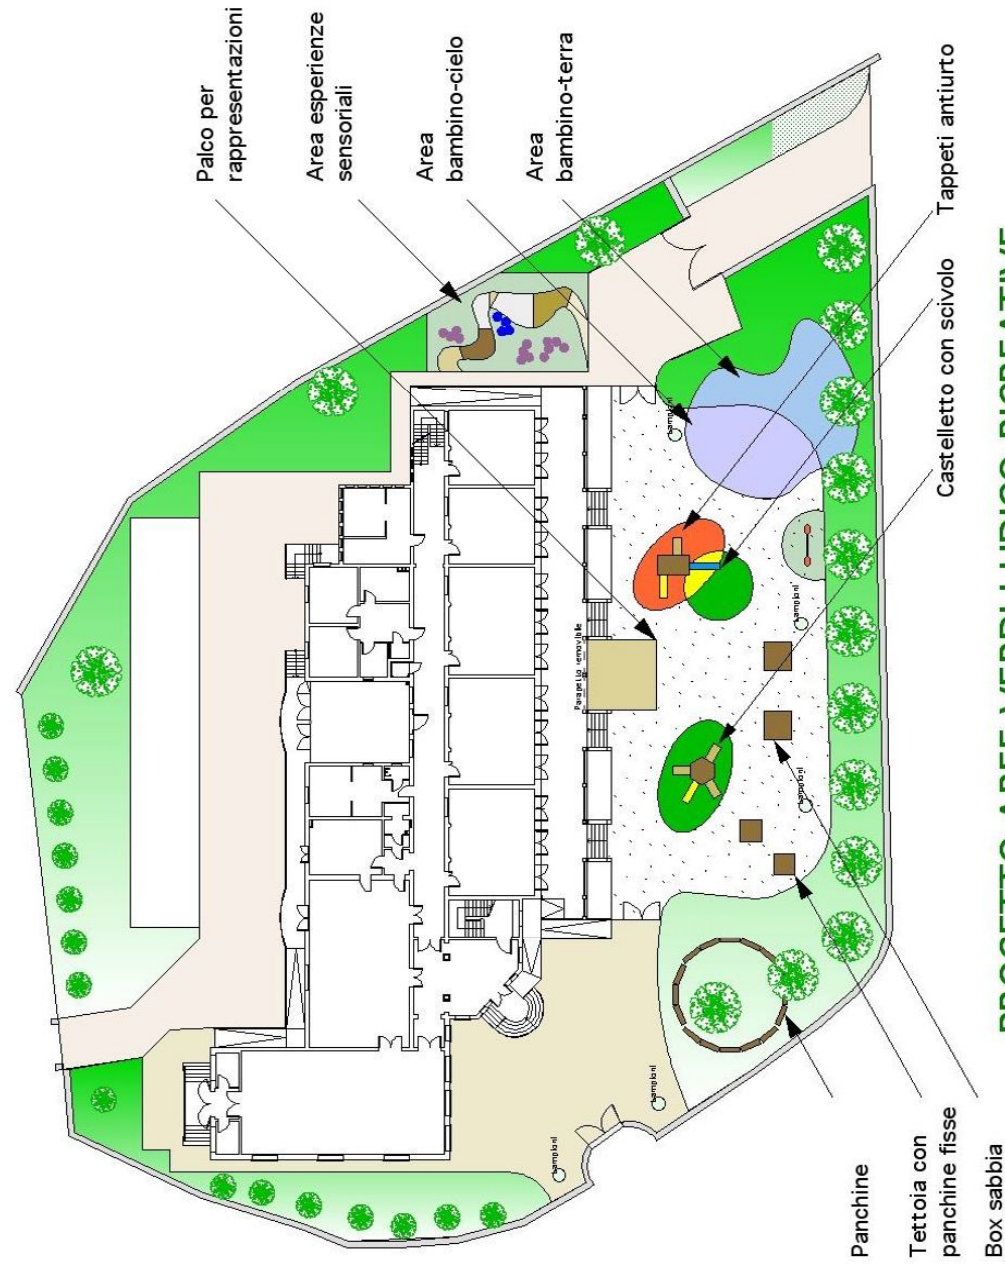 Palco per
rappresentazioni
Area esperienze
sensoriali
Area
bambino-cielo
Area
bambino-terra
Tappeti antiurto
Castelletto con scivolo
Parapetto removibile
Lampioni
Lampioni
Lampioni
Lampioni
Lampioni
Panchine
Tettoia con
panchine fisse
Box sabbia
PROGETTO AREE VERDI LUDICO RICREATIVE